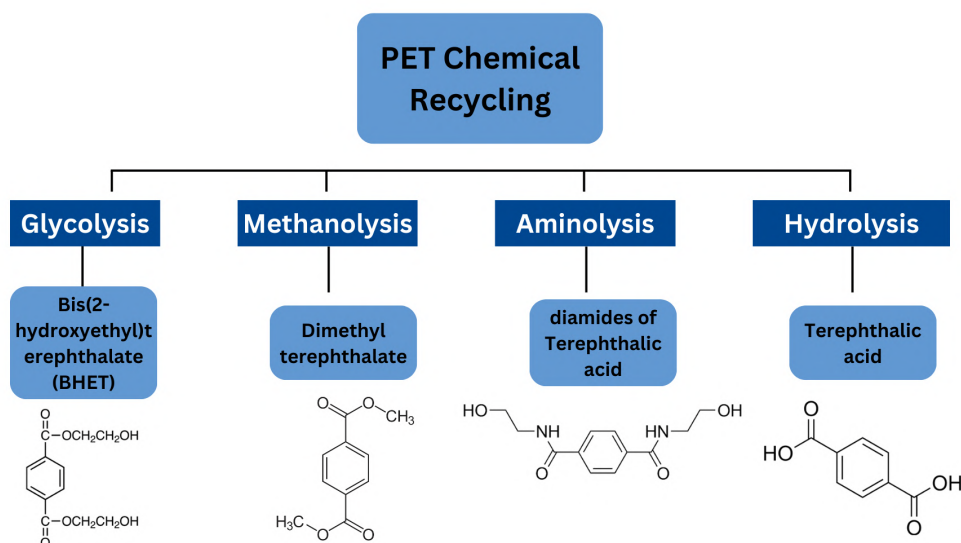 PET Chemical
Recycling
Glycolysis
Methanolysis
Aminolysis
Hydrolysis
Bis(2-
hydroxyethyl)t
erephthalate
(BHET)
Dimethyl
terephthalate
diamides of
Terephthalic
acid
Terephthalic
acid
O
C-OCH₂CH₂OH
C-OCH₂CH₂OH
O
O
O
CH₃
H₃C
O
O
HO
NH
O
HN
OH
O
O
HO
OH
O